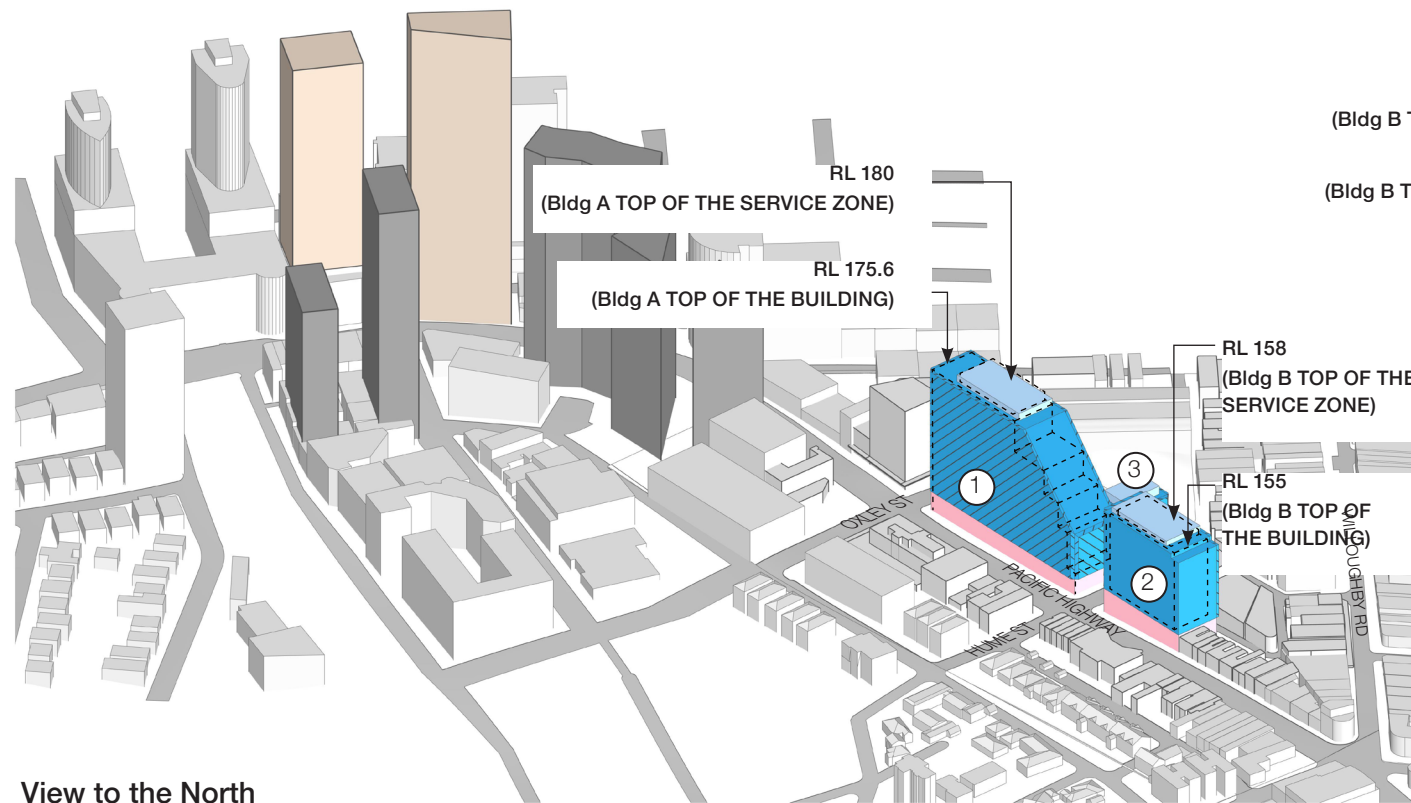 (Bldg B T
RL 180
(Bldg A TOP OF THE SERVICE ZONE)
(Bldg B T
RL 175.6
(Bldg A TOP OF THE BUILDING)
RL 158
(Bldg B TOP OF THE
SERVICE ZONE)
3
1
RL 155
(Bldg B TOP OF
THE BUILDING)
OXLEY ST
PACIFIC HIGHWAY
2
HUME ST
View to the North